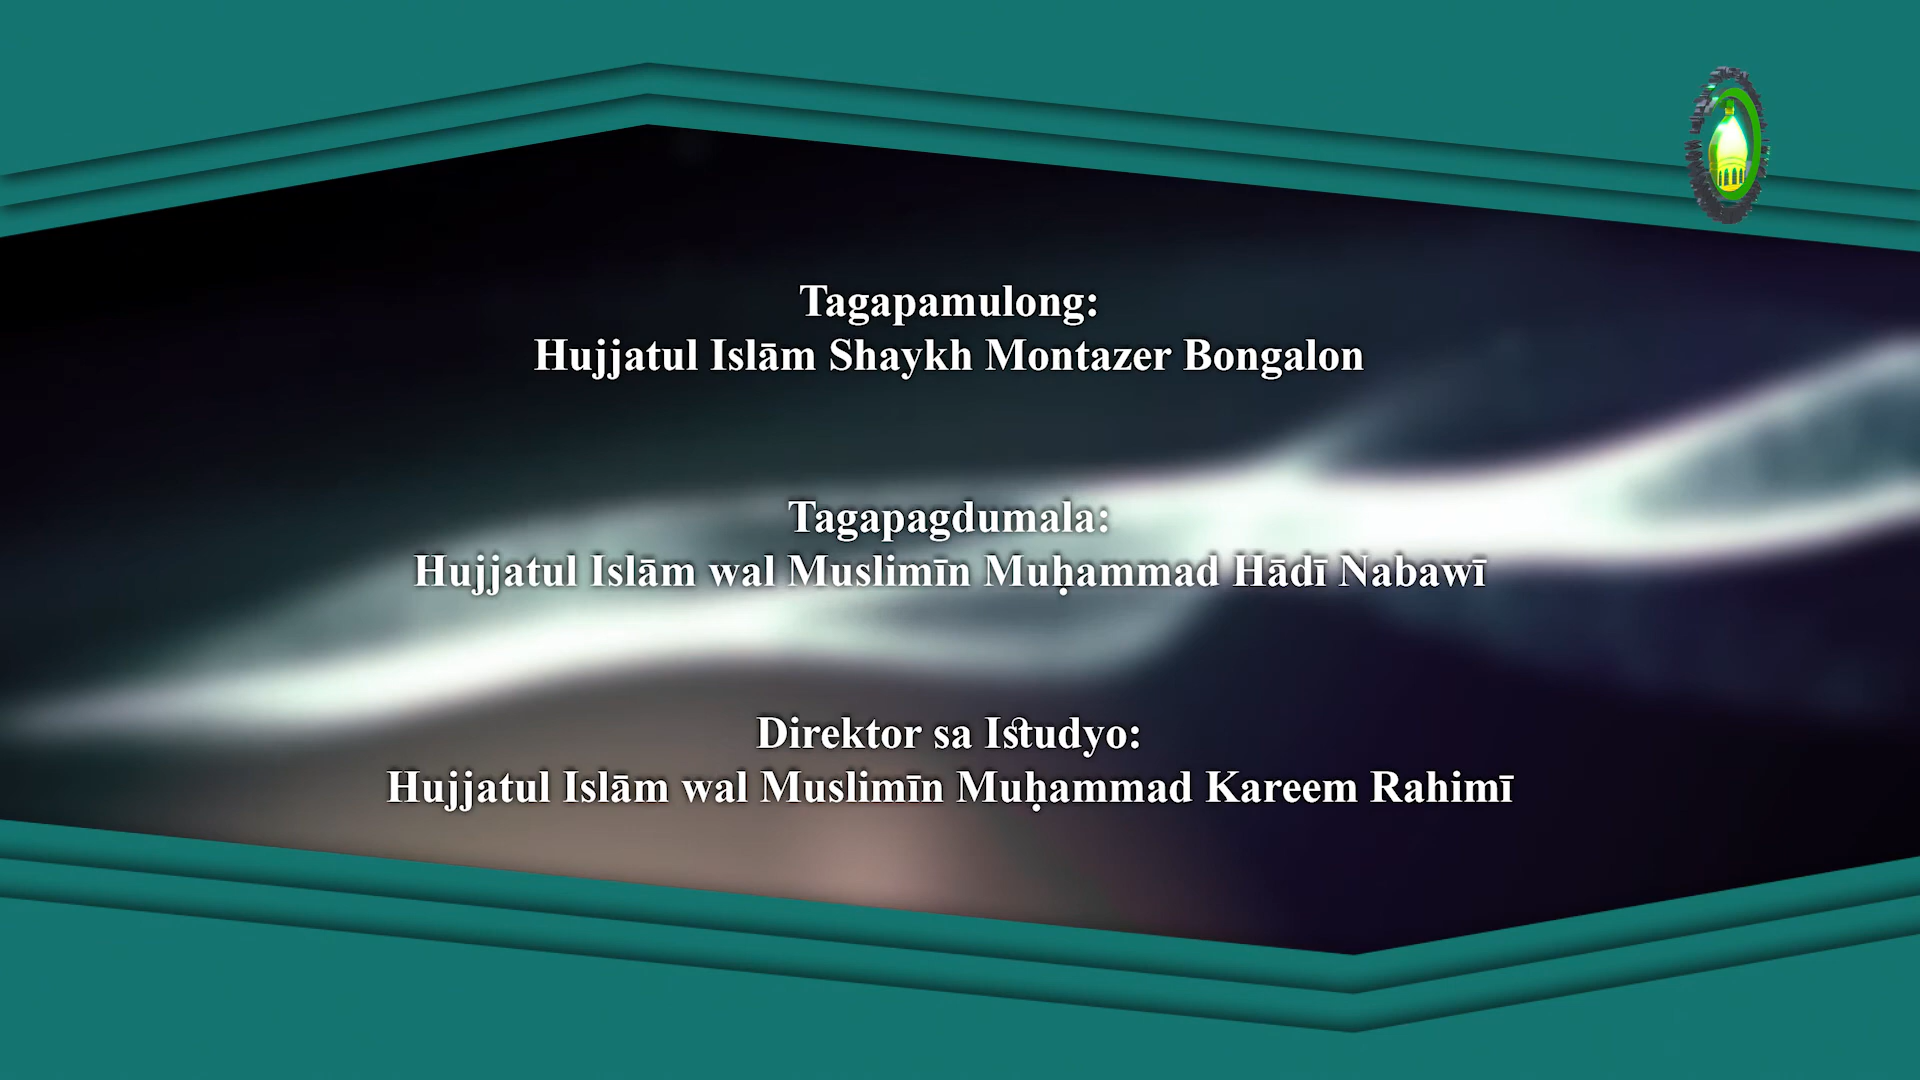 Tagapamulong:
Hujjatul Islām Shaykh Montazer Bongalon
Tagapagdumala:
Hujjatul Islām wal Muslimīn Muḥammad Hādī Nabawī
Direktor sa Istudyo:
Hujjatul Islām wal Muslimīn Muḥammad Kareem Rahimī